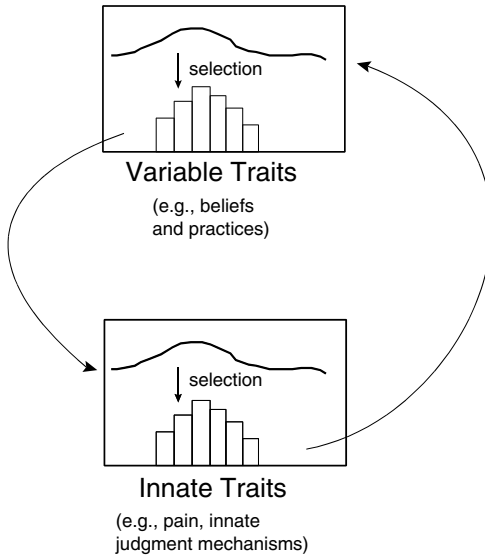 selection
Variable Traits
(e.g., beliefs
and practices)
selection
Innate Traits
(e.g., pain, innate
judgment mechanisms)